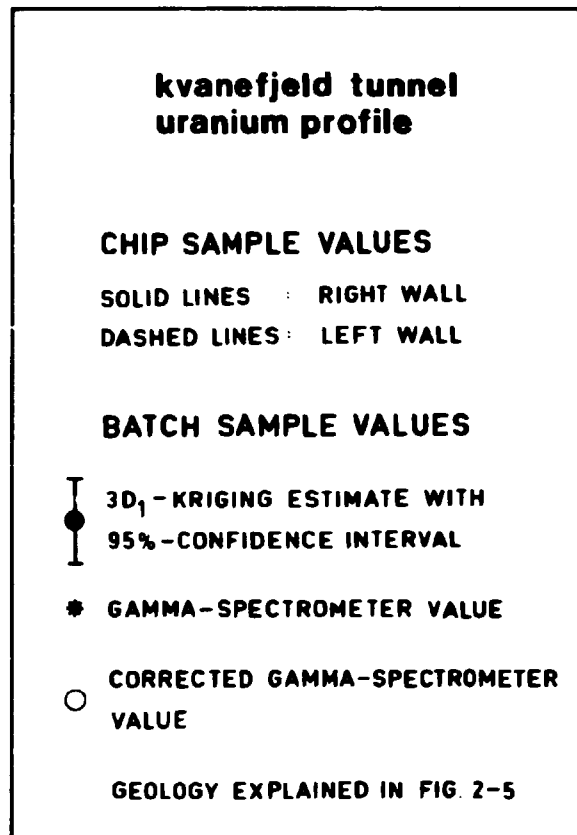 kvanefjeld tunnel
uranium profile
CHIP SAMPLE VALUES
SOLID LINES : RIGHT WALL
DASHED LINES: LEFT WALL
BATCH SAMPLE VALUES
3D₁-KRIGING ESTIMATE WITH
95%-CONFIDENCE INTERVAL
GAMMA-SPECTROMETER VALUE
CORRECTED GAMMA-SPECTROMETER
VALUE
GEOLOGY EXPLAINED IN FIG. 2-5